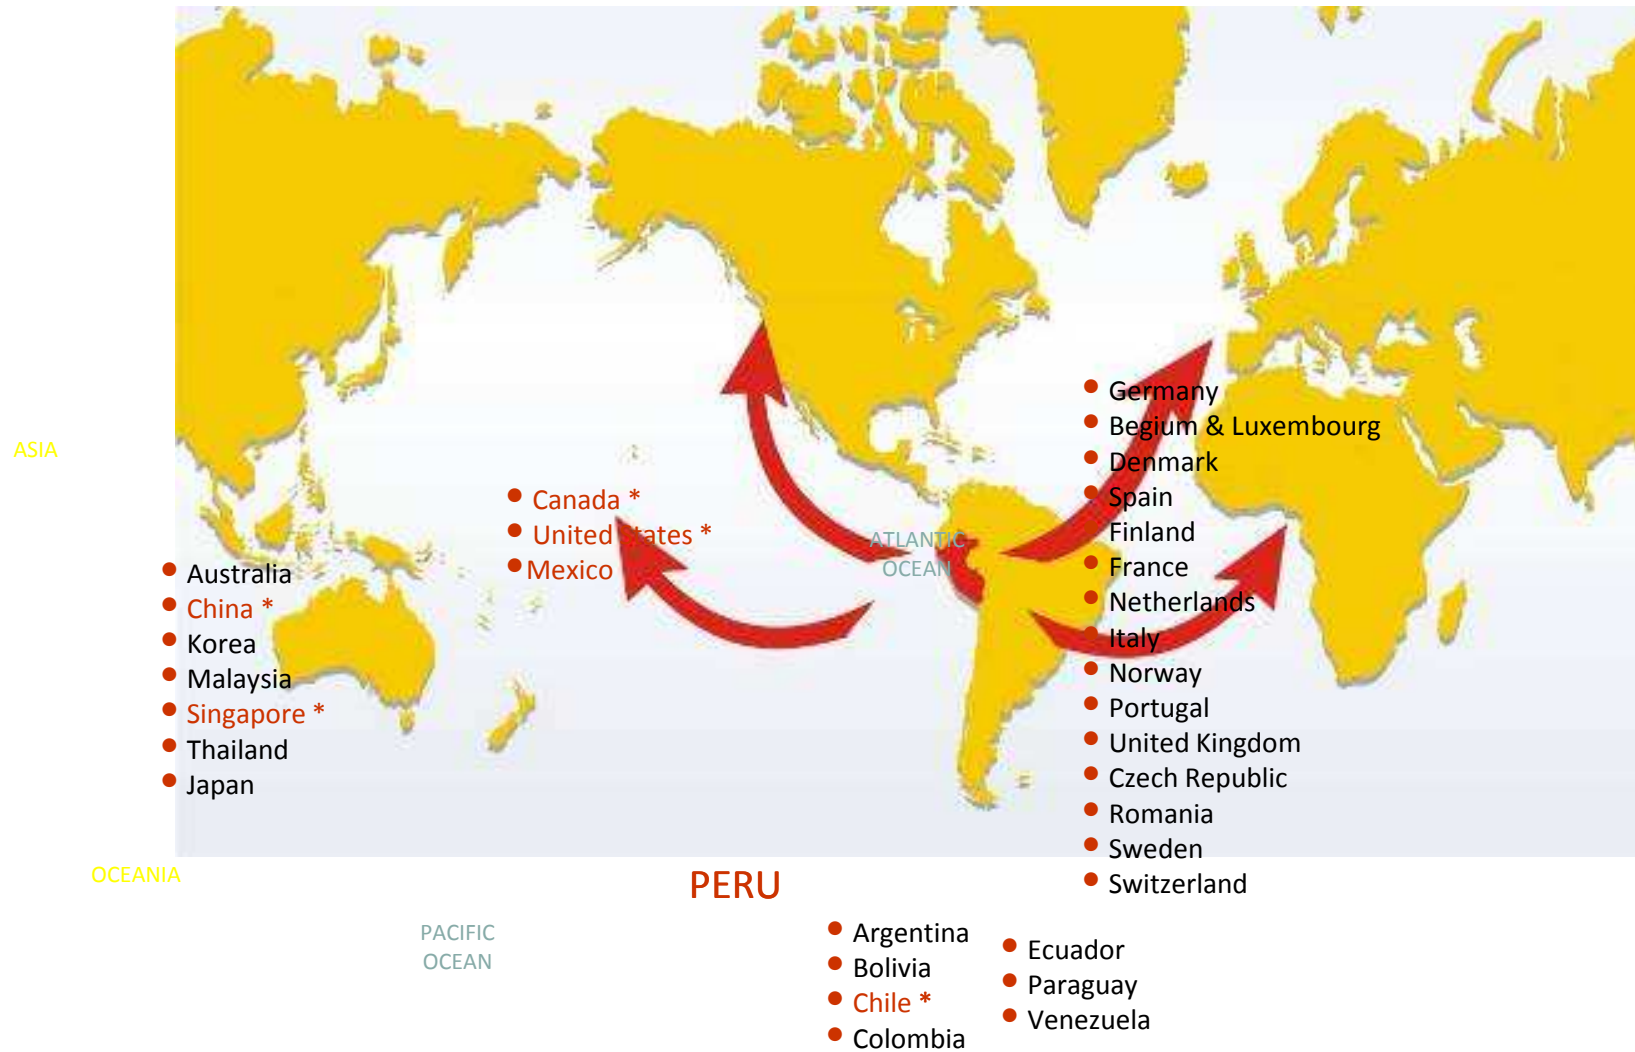 ASIA
Australia
China *
Korea
Malaysia
Singapore *
Thailand
Japan
OCEANIA
Canada *
United States *
Mexico
ATLANTIC
OCEAN
Germany
Begium & Luxembourg
Denmark
Spain
Finland
France
Netherlands
Italy
Norway
Portugal
United Kingdom
Czech Republic
Romania
Sweden
Switzerland
PERU
PACIFIC
OCEAN
Argentina
Bolivia
Chile *
Colombia
Ecuador
Paraguay
Venezuela